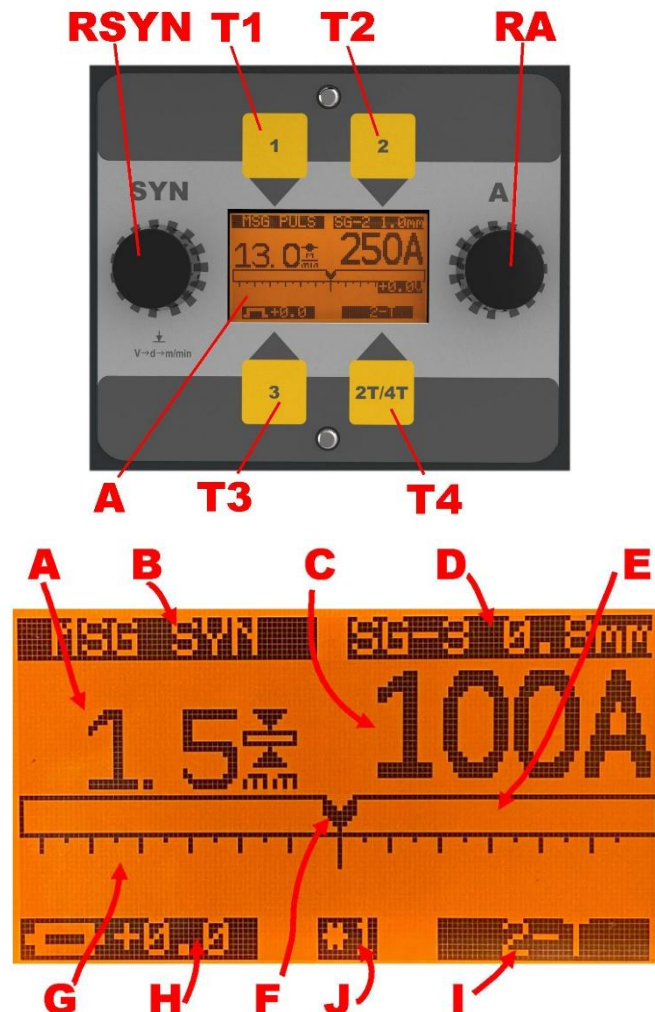 RSYN T1 T2 RA
1 2
SYN A
MSG PULS SG-2 1.0mm
13.0 M/min 250A
+0.0V
+0.0 2-T
V→d→m/min
3 2T/4T
A T3 T4
A B C D E
MSG SYN SG-3 0.8mm
1.5 mm 100A
+0.0 2-T
G H F J I